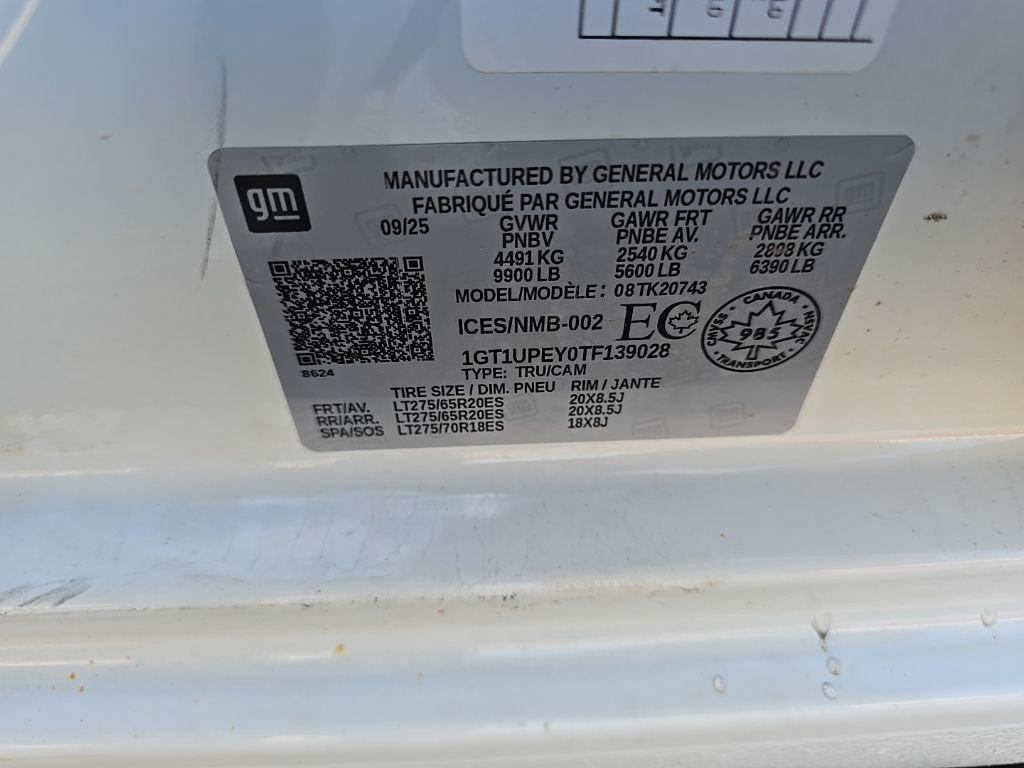 gm
MANUFACTURED BY GENERAL MOTORS LLC
FABRIQUÉ PAR GENERAL MOTORS LLC
09/25 GVWR GAWR FRT GAWR RR
PNBV PNBE AV. PNBE ARR.
4491 KG 2540 KG 2898 KG
9900 LB 5600 LB 6390 LB
MODEL/MODÈLE: 08TK20743
ICES/NMB-002 EC
CANADA
NSVAC 985 SVNAC
TRANSPORT
1GT1UPEY0TF139028
8624
TYPE: TRU/CAM
TIRE SIZE / DIM. PNEU RIM / JANTE
FRT/AV. LT275/65R20ES 20X8.5J
RR/ARR. LT275/65R20ES 20X8.5J
SPA/SOS LT275/70R18ES 18X8J